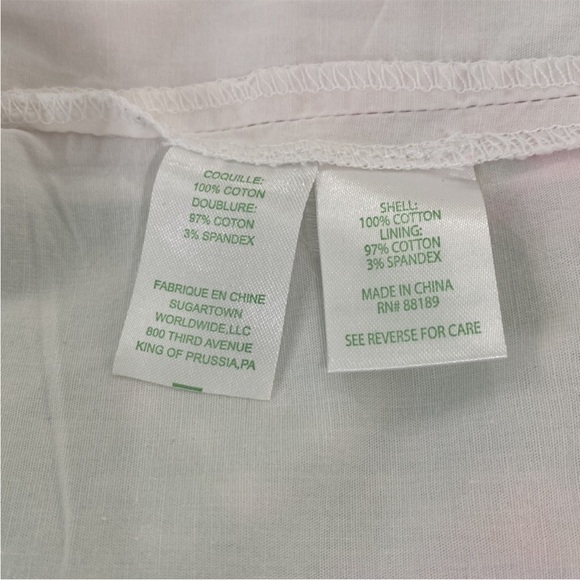 COQUILLE:
100% COTON
DOUBLURE:
97% COTON
3% SPANDEX
FABRIQUE EN CHINE
SUGARTOWN
WORLDWIDE,LLC
800 THIRD AVENUE
KING OF PRUSSIA,PA
SHELL:
100% COTTON
LINING:
97% COTTON
3% SPANDEX
MADE IN CHINA
RN# 88189
SEE REVERSE FOR CARE